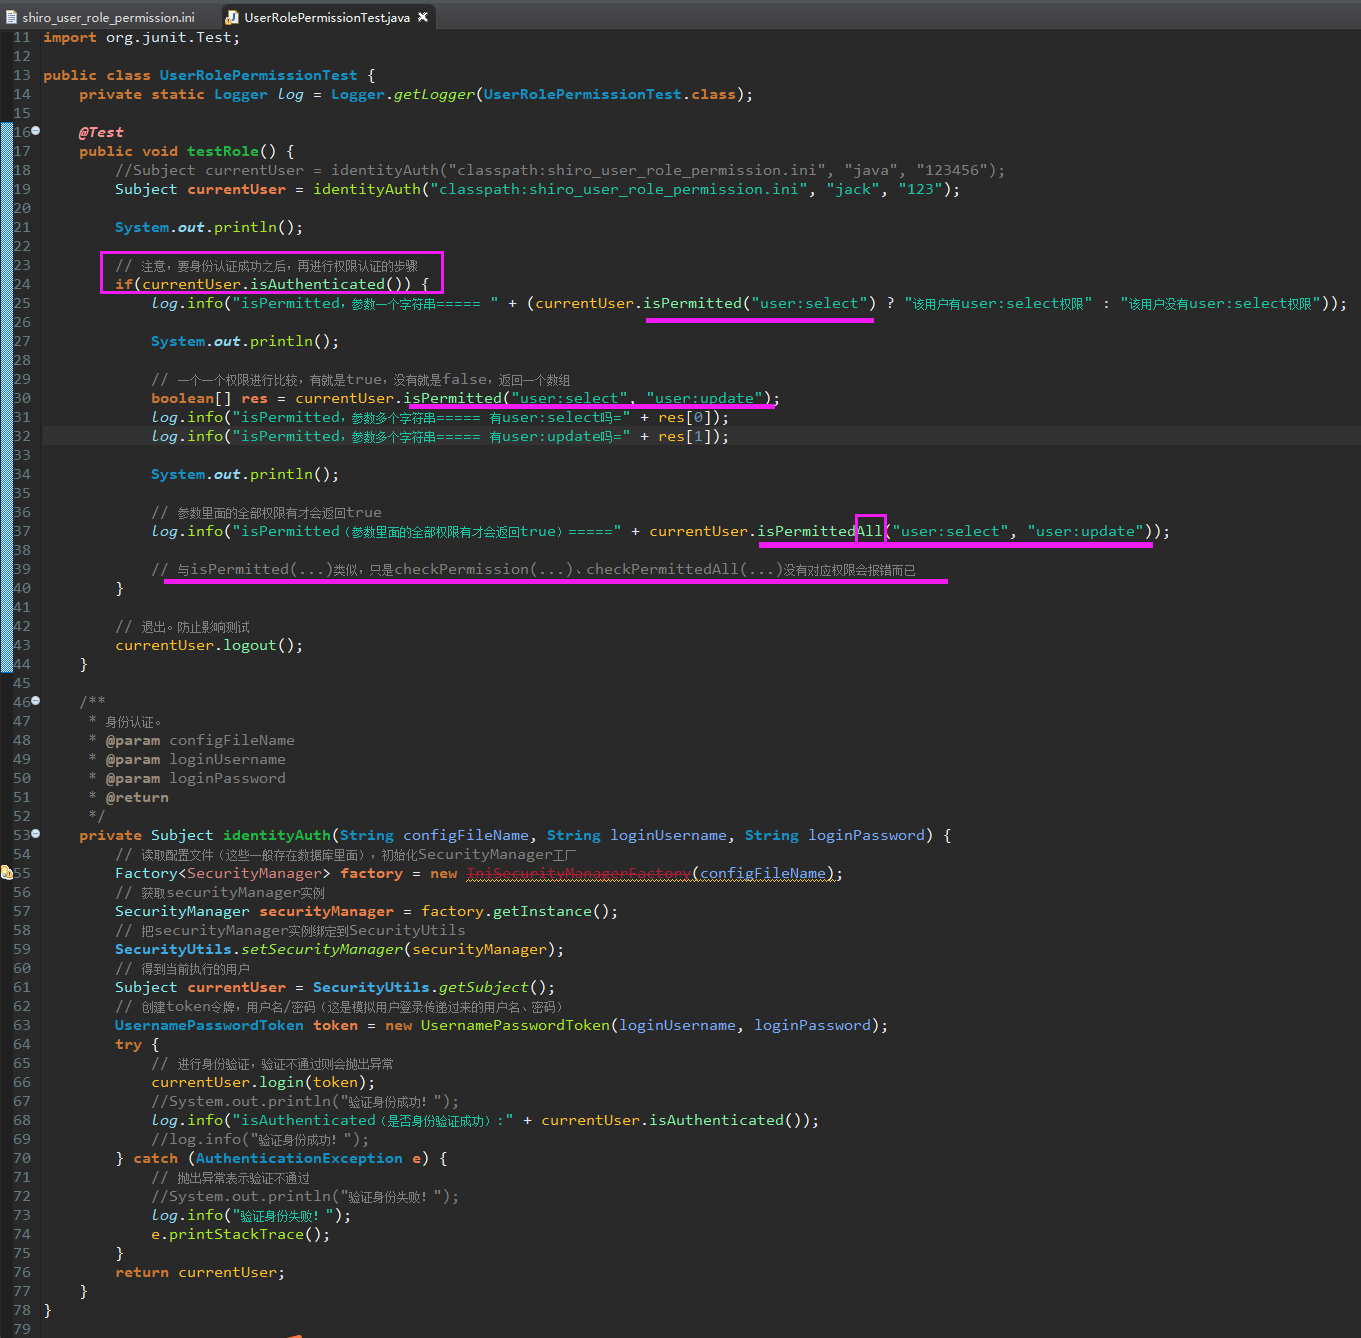 shiro_user_role_permission.ini UserRolePermissionTest.java
11 import org.junit.Test;
12
13 public class UserRolePermissionTest {
14 private static Logger log = Logger.getLogger(UserRolePermissionTest.class);
15
16 @Test
17 public void testRole() {
18 //Subject currentUser = identityAuth("classpath:shiro_user_role_permission.ini", "java", "123456");
19 Subject currentUser = identityAuth("classpath:shiro_user_role_permission.ini", "jack", "123");
20
21 System.out.println();
22
23 // 注意，要身份认证成功之后，再进行权限认证的步骤
24 if(currentUser.isAuthenticated()) {
25 log.info("isPermitted，参数一个字符串===== " + (currentUser.isPermitted("user:select") ? "该用户有user:select权限" : "该用户没有user:select权限"));
26
27 System.out.println();
28
29 // 一个一个权限进行比较，有就是true，没有就是false，返回一个数组
30 boolean[] res = currentUser.isPermitted("user:select", "user:update");
31 log.info("isPermitted，参数多个字符串===== 有user:select吗=" + res[0]);
32 log.info("isPermitted，参数多个字符串===== 有user:update吗=" + res[1]);
33
34 System.out.println();
35
36 // 参数里面的全部权限有才会返回true
37 log.info("isPermitted（参数里面的全部权限有才会返回true）=====" + currentUser.isPermittedAll("user:select", "user:update"));
38
39 // 与isPermitted(...)类似，只是checkPermission(...)、checkPermittedAll(...)没有对应权限会报错而已
40 }
41
42 // 退出。防止影响测试
43 currentUser.logout();
44 }
45
46 /**
47 * 身份认证。
48 * @param configFileName
49 * @param loginUsername
50 * @param loginPassword
51 * @return
52 */
53 private Subject identityAuth(String configFileName, String loginUsername, String loginPassword) {
54 // 读取配置文件（这些一般存在数据库里面），初始化SecurityManager工厂
55 Factory<SecurityManager> factory = new IniSecurityManagerFactory(configFileName);
56 // 获取securityManager实例
57 SecurityManager securityManager = factory.getInstance();
58 // 把securityManager实例绑定到SecurityUtils
59 SecurityUtils.setSecurityManager(securityManager);
60 // 得到当前执行的用户
61 Subject currentUser = SecurityUtils.getSubject();
62 // 创建token令牌，用户名/密码（这是模拟用户登录传递过来的用户名、密码）
63 UsernamePasswordToken token = new UsernamePasswordToken(loginUsername, loginPassword);
64 try {
65 // 进行身份验证，验证不通过则会抛出异常
66 currentUser.login(token);
67 //System.out.println("验证身份成功！");
68 log.info("isAuthenticated（是否身份验证成功）:" + currentUser.isAuthenticated());
69 //log.info("验证身份成功！");
70 } catch (AuthenticationException e) {
71 // 抛出异常表示验证不通过
72 //System.out.println("验证身份失败！");
73 log.info("验证身份失败！");
74 e.printStackTrace();
75 }
76 return currentUser;
77 }
78 }
79